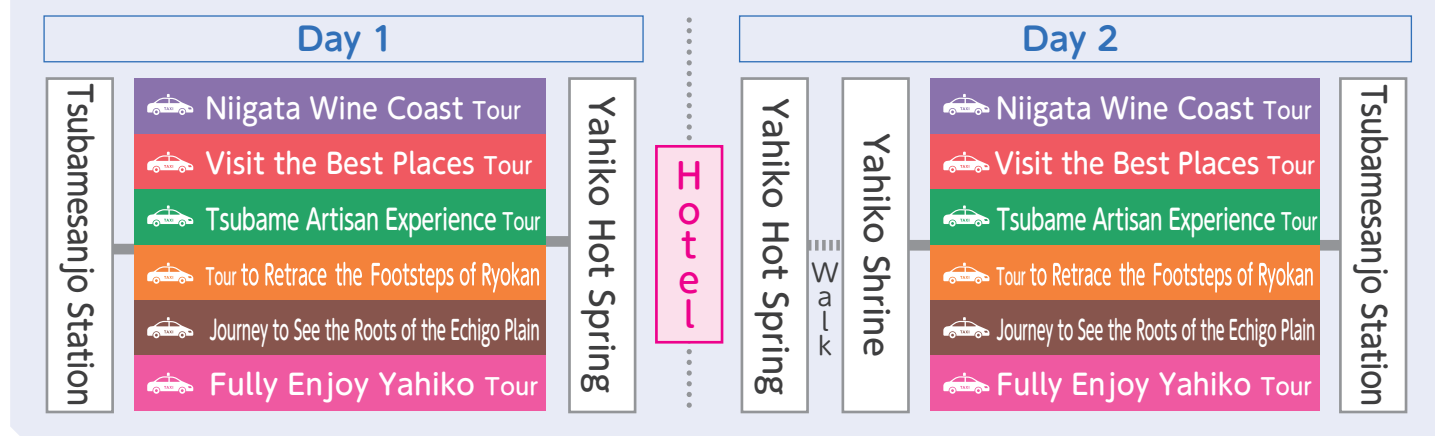 Day 1
Tsubamesanjo Station
Niigata Wine Coast Tour
Visit the Best Places Tour
Tsubame Artisan Experience Tour
Tour to Retrace the Footsteps of Ryokan
Journey to See the Roots of the Echigo Plain
Fully Enjoy Yahiko Tour
Yahiko Hot Spring
Hotel
Day 2
Yahiko Hot Spring
Walk
Yahiko Shrine
Niigata Wine Coast Tour
Visit the Best Places Tour
Tsubame Artisan Experience Tour
Tour to Retrace the Footsteps of Ryokan
Journey to See the Roots of the Echigo Plain
Fully Enjoy Yahiko Tour
Tsubamesanjo Station